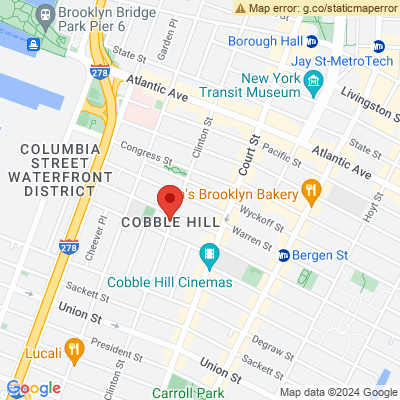 Map error: g.co/staticmaperror
Brooklyn Bridge
Park Pier 6
Garden Pl
Borough Hall
State St
Jay St-MetroTech
278
Atlantic Ave
New York
Transit Museum
Livingston St
Clinton St
Court St
State St
COLUMBIA
STREET
WATERFRONT
DISTRICT
Congress St
Pacific St
Atlantic Ave
's Brooklyn Bakery
Hoyt St
Cheever Pl
COBBLE HILL
Wyckoff St
Warren St
278
Bergen St
Cobble Hill Cinemas
Sackett St
Union St
Degraw St
Lucali
President St
Sackett St
Union St
Clinton St
Carroll Park
Google
Map data ©2024 Google